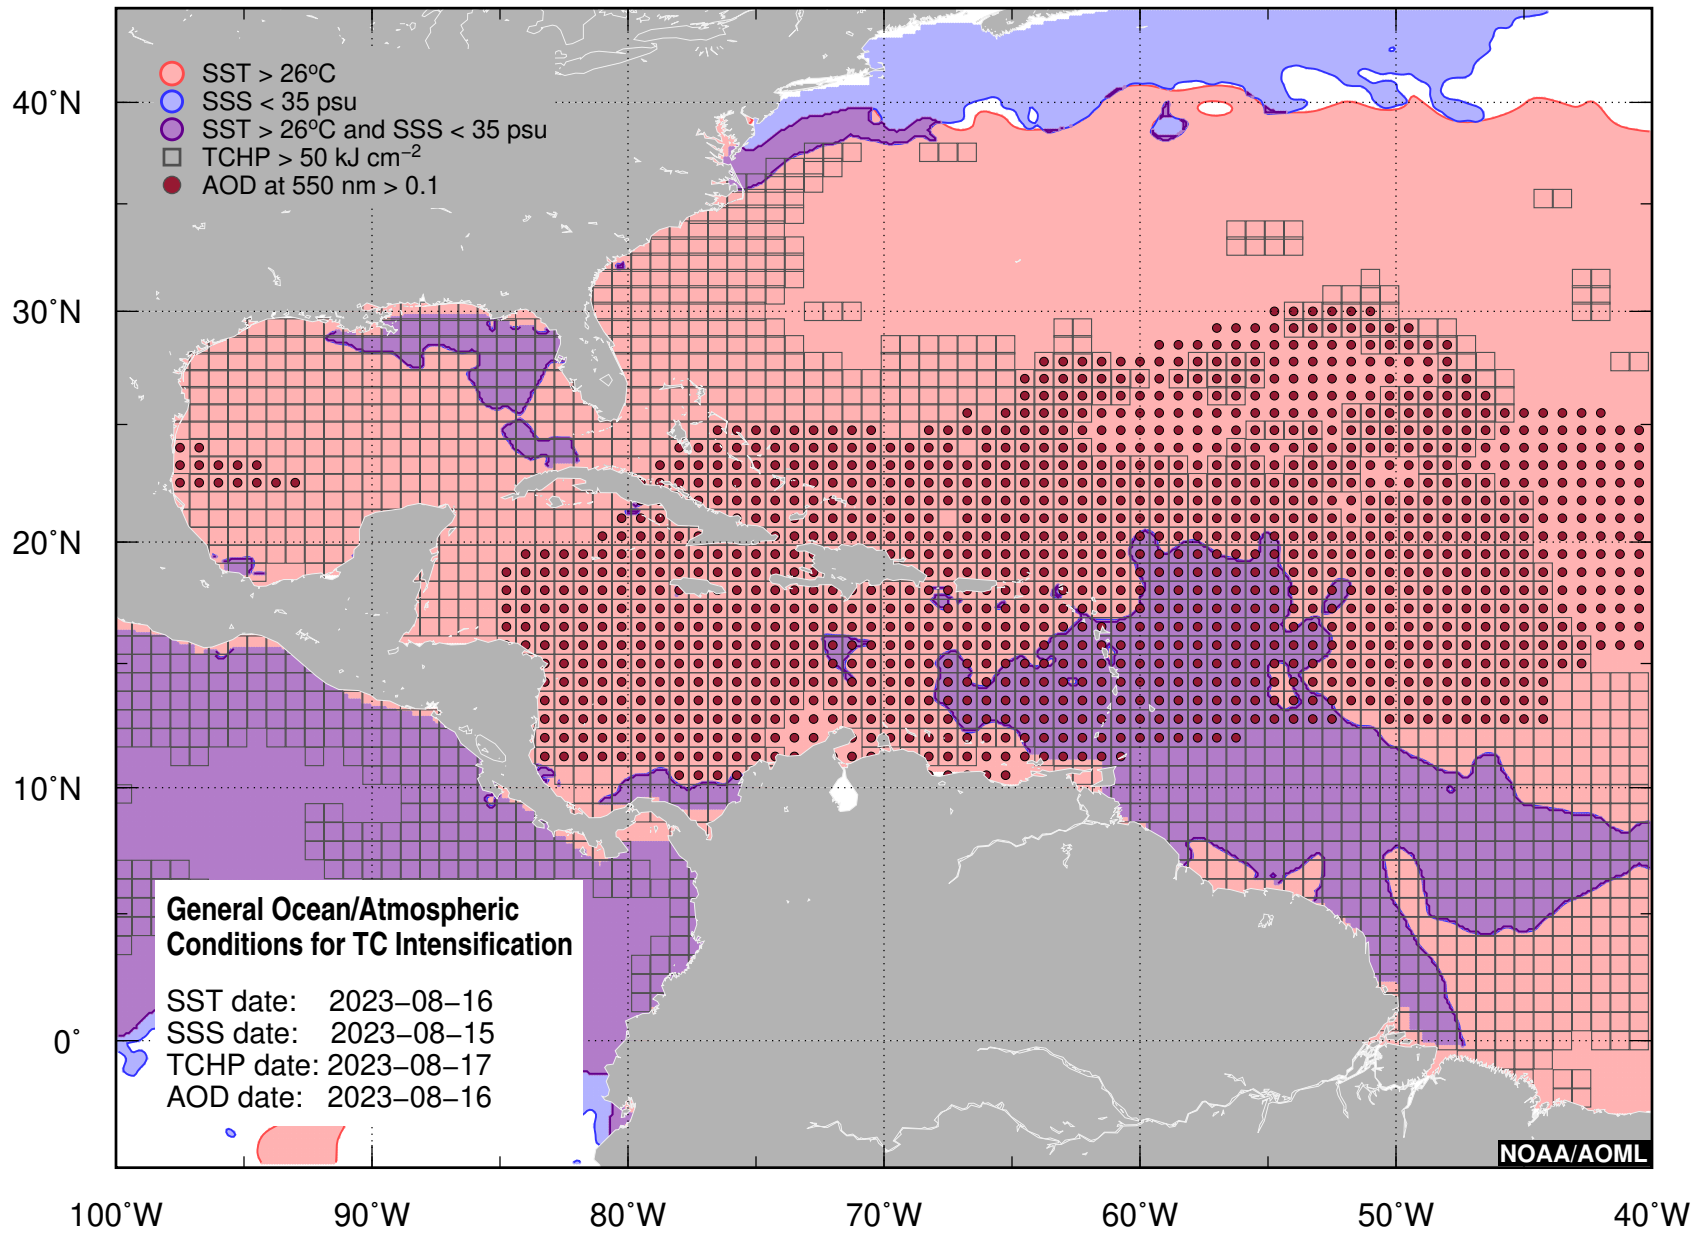 SST > 26ºC
SSS < 35 psu
SST > 26ºC and SSS < 35 psu
TCHP > 50 kJ cm⁻²
AOD at 550 nm > 0.1
40˚N
30˚N
20˚N
10˚N
0˚
General Ocean/Atmospheric
Conditions for TC Intensification
SST date: 2023−08−16
SSS date: 2023−08−15
TCHP date: 2023−08−17
AOD date: 2023−08−16
NOAA/AOML
100˚W 90˚W 80˚W 70˚W 60˚W 50˚W 40˚W